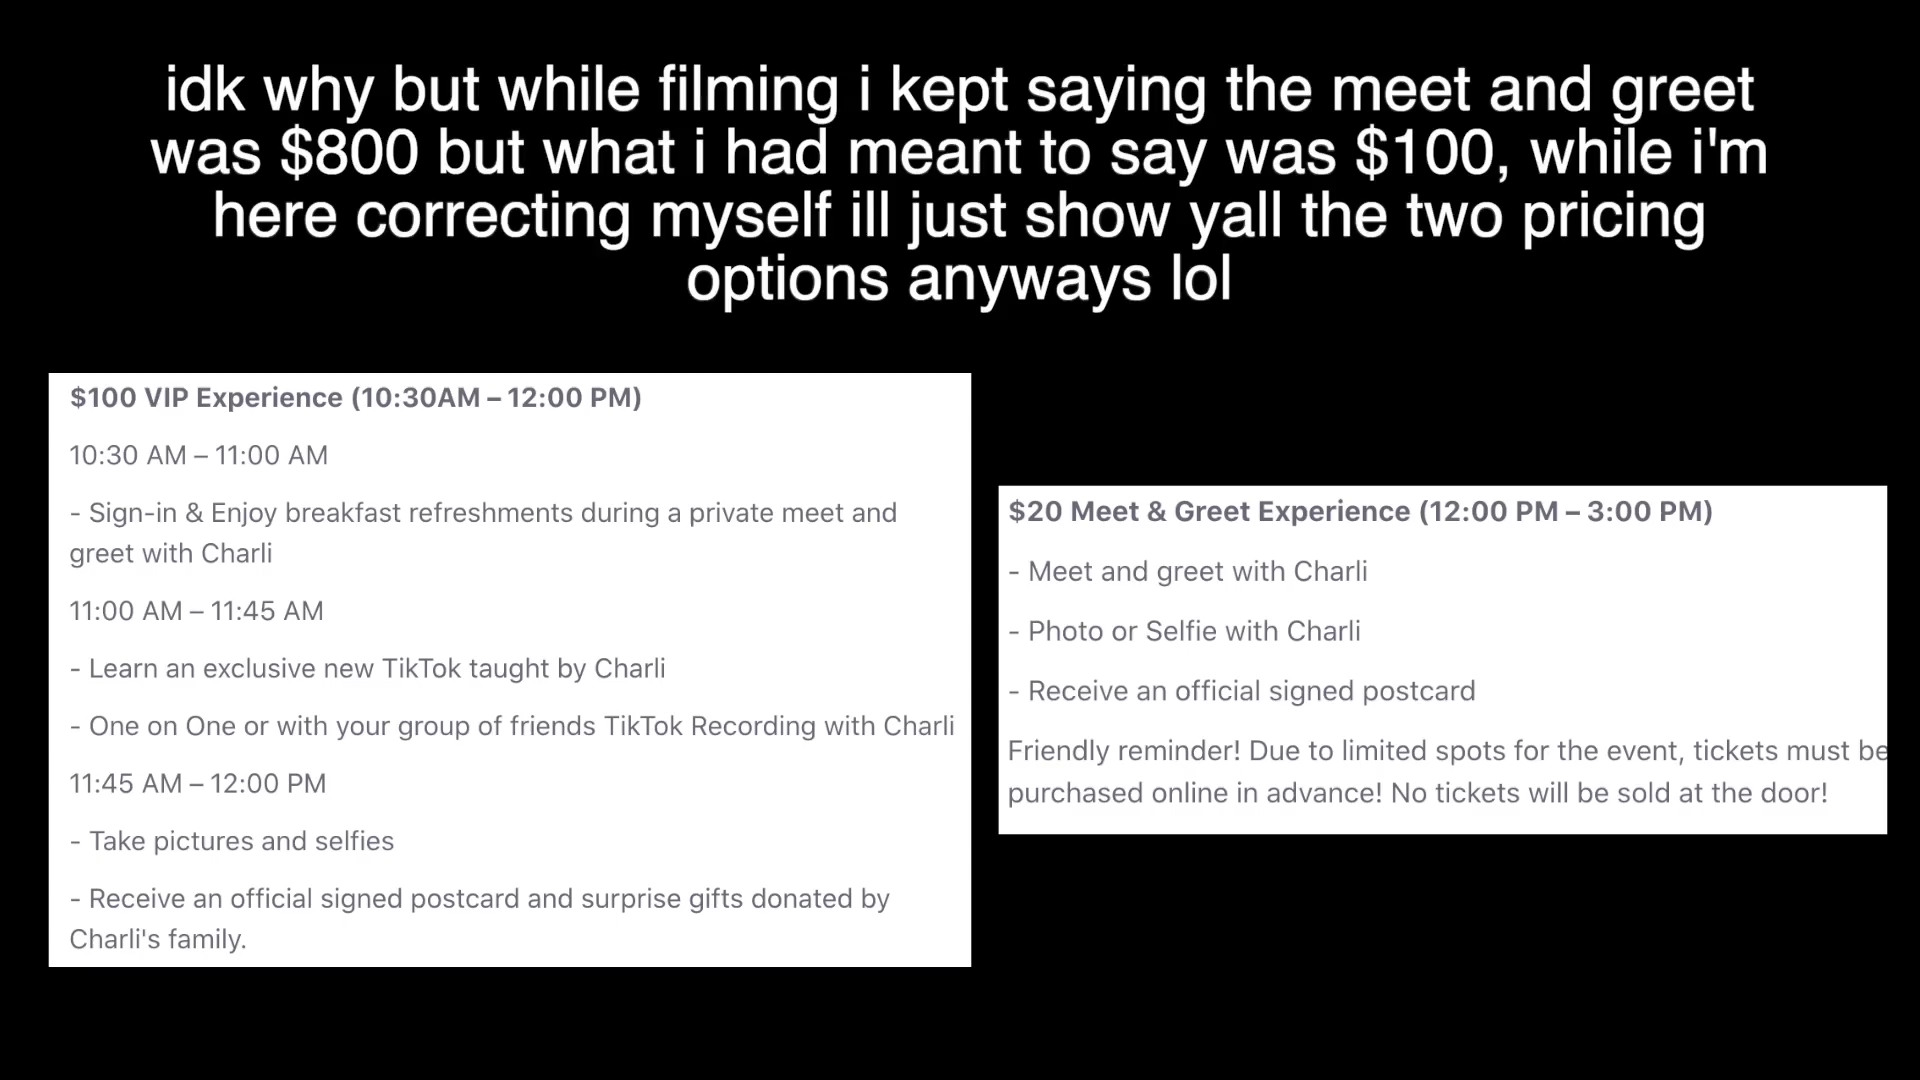 idk why but while filming i kept saying the meet and greet
was $800 but what i had meant to say was $100, while i'm
here correcting myself ill just show yall the two pricing
options anyways lol
$100 VIP Experience (10:30AM – 12:00 PM)
10:30 AM – 11:00 AM
- Sign-in & Enjoy breakfast refreshments during a private meet and
greet with Charli
11:00 AM – 11:45 AM
- Learn an exclusive new TikTok taught by Charli
- One on One or with your group of friends TikTok Recording with Charli
11:45 AM – 12:00 PM
- Take pictures and selfies
- Receive an official signed postcard and surprise gifts donated by
Charli's family.
$20 Meet & Greet Experience (12:00 PM – 3:00 PM)
- Meet and greet with Charli
- Photo or Selfie with Charli
- Receive an official signed postcard
Friendly reminder! Due to limited spots for the event, tickets must be
purchased online in advance! No tickets will be sold at the door!